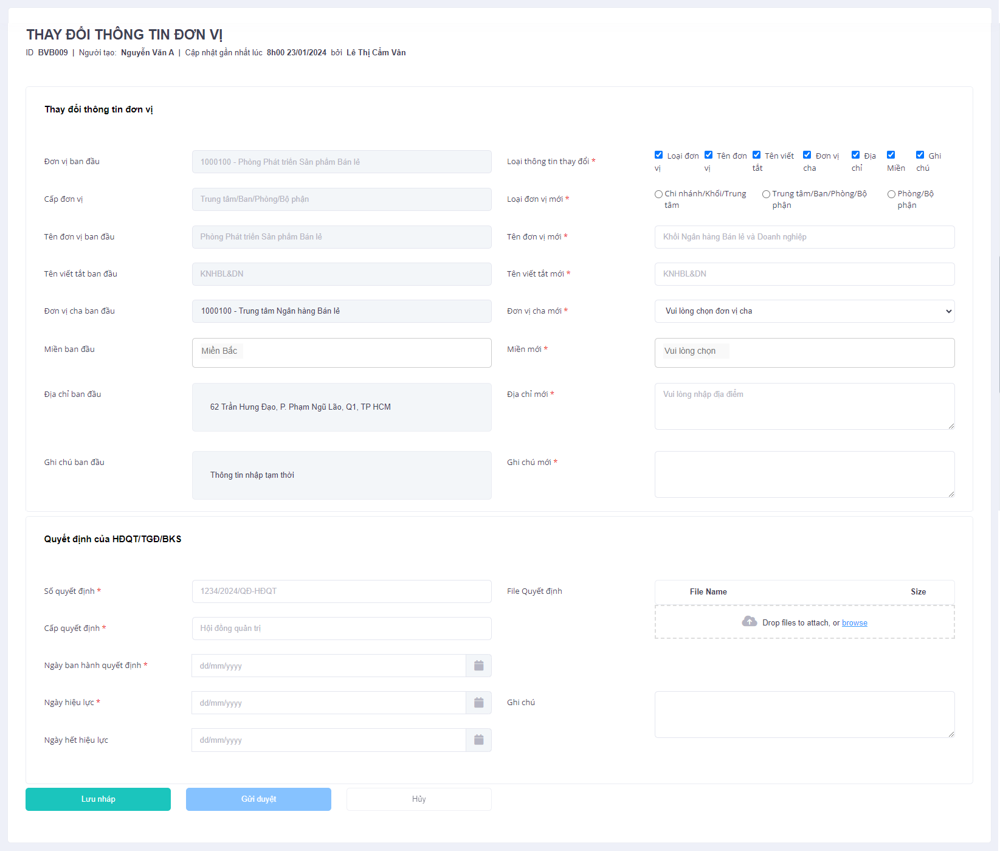 THAY ĐỔI THÔNG TIN ĐƠN VỊ
ID BVB009 | Người tạo: Nguyễn Văn A | Cập nhật gần nhất lúc 8h00 23/01/2024 bởi Lê Thị Cẩm Vân
Thay đổi thông tin đơn vị
Đơn vị ban đầu
1000100 - Phòng Phát triển Sản phẩm Bán lẻ
Loại thông tin thay đổi *
Loại đơn vị
Tên đơn vị
Tên viết tắt
Đơn vị cha
Địa chỉ
Miền
Ghi chú
Cấp đơn vị
Trung tâm/Ban/Phòng/Bộ phận
Loại đơn vị mới *
Chi nhánh/Khối/Trung tâm
Trung tâm/Ban/Phòng/Bộ phận
Phòng/Bộ phận
Tên đơn vị ban đầu
Phòng Phát triển Sản phẩm Bán lẻ
Tên đơn vị mới *
Khối Ngân hàng Bán lẻ và Doanh nghiệp
Tên viết tắt ban đầu
KNHBL&DN
Tên viết tắt mới *
KNHBL&DN
Đơn vị cha ban đầu
1000100 - Trung tâm Ngân hàng Bán lẻ
Đơn vị cha mới *
Vui lòng chọn đơn vị cha
Miền ban đầu
Miền Bắc
Miền mới *
Vui lòng chọn
Địa chỉ ban đầu
62 Trần Hưng Đạo, P. Phạm Ngũ Lão, Q1, TP HCM
Địa chỉ mới *
Vui lòng nhập địa điểm
Ghi chú ban đầu
Thông tin nhập tạm thời
Ghi chú mới *
Quyết định của HĐQT/TGĐ/BKS
Số quyết định *
1234/2024/QĐ-HĐQT
File Quyết định
File Name Size
Drop files to attach, or browse
Cấp quyết định *
Hội đồng quản trị
Ngày ban hành quyết định *
dd/mm/yyyy
Ngày hiệu lực *
dd/mm/yyyy
Ghi chú
Ngày hết hiệu lực
dd/mm/yyyy
Lưu nháp
Gửi duyệt
Hủy